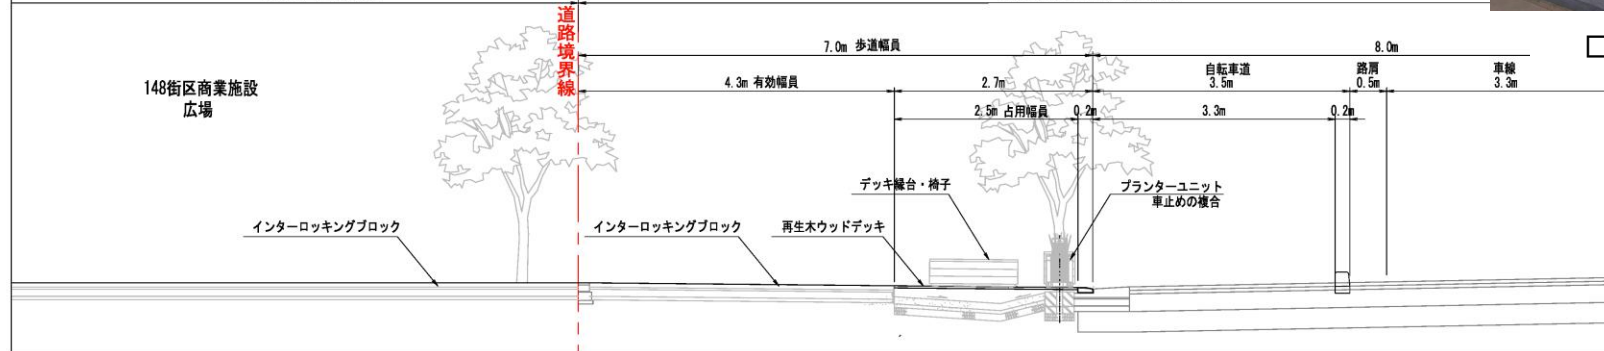 道路境界線
7.0m 歩道幅員
8.0m
148街区商業施設
広場
4.3m 有効幅員
2.7m
自転車道
3.5m
路肩
0.5m
車線
3.3m
2.5m 占用幅員
0.2m
3.3m
0.2m
デッキ縁台・椅子
プランターユニット
車止めの複合
インターロッキングブロック
インターロッキングブロック
再生木ウッドデッキ